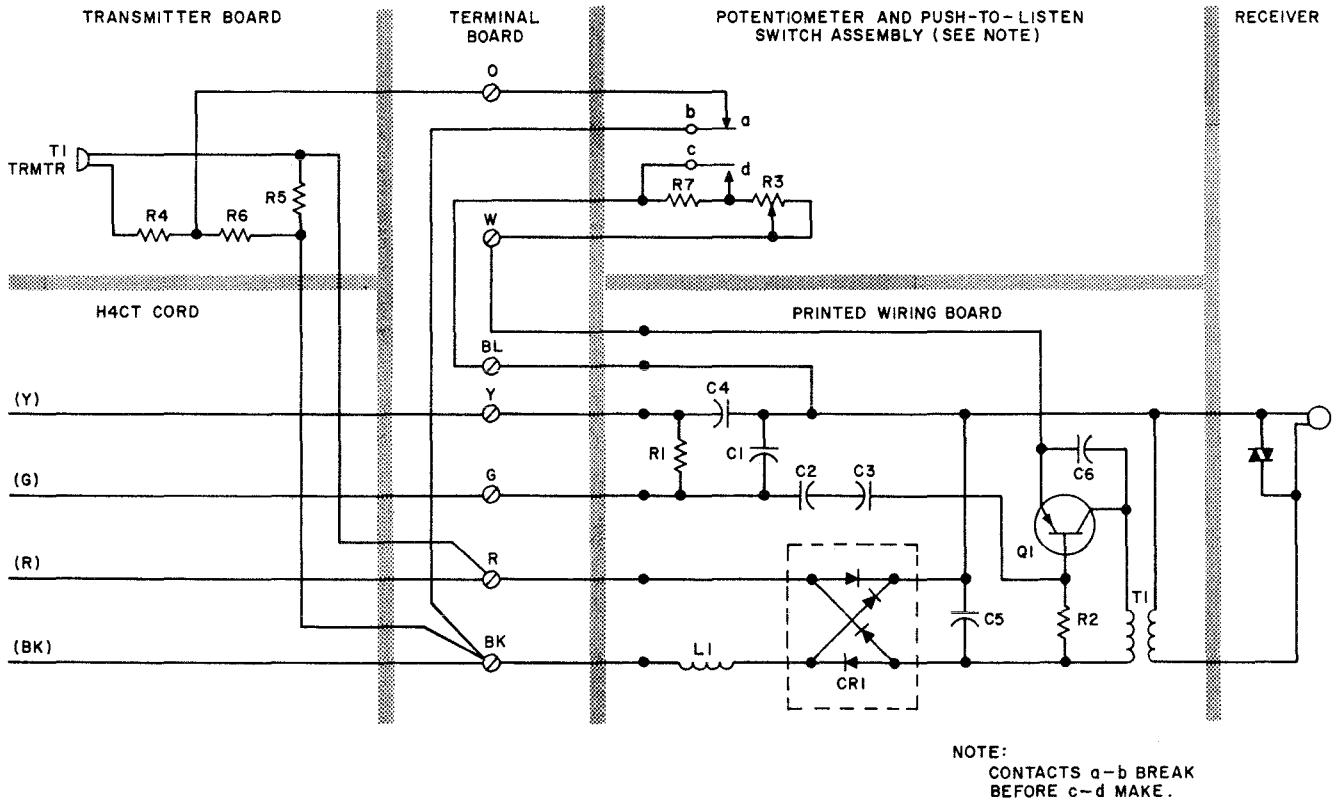 TRANSMITTER BOARD
TERMINAL
BOARD
POTENTIOMETER AND PUSH-TO-LISTEN
SWITCH ASSEMBLY (SEE NOTE)
RECEIVER
O
b
a
T1
TRMTR
c
d
R5
R7
R3
R4
R6
W
H4CT CORD
PRINTED WIRING BOARD
BL
(Y)
Y
C4
R1
C1
C6
(G)
G
C2
C3
Q1
(R)
R
T1
C5
R2
(BK)
BK
L1
CR1
NOTE:
CONTACTS a-b BREAK
BEFORE c-d MAKE.